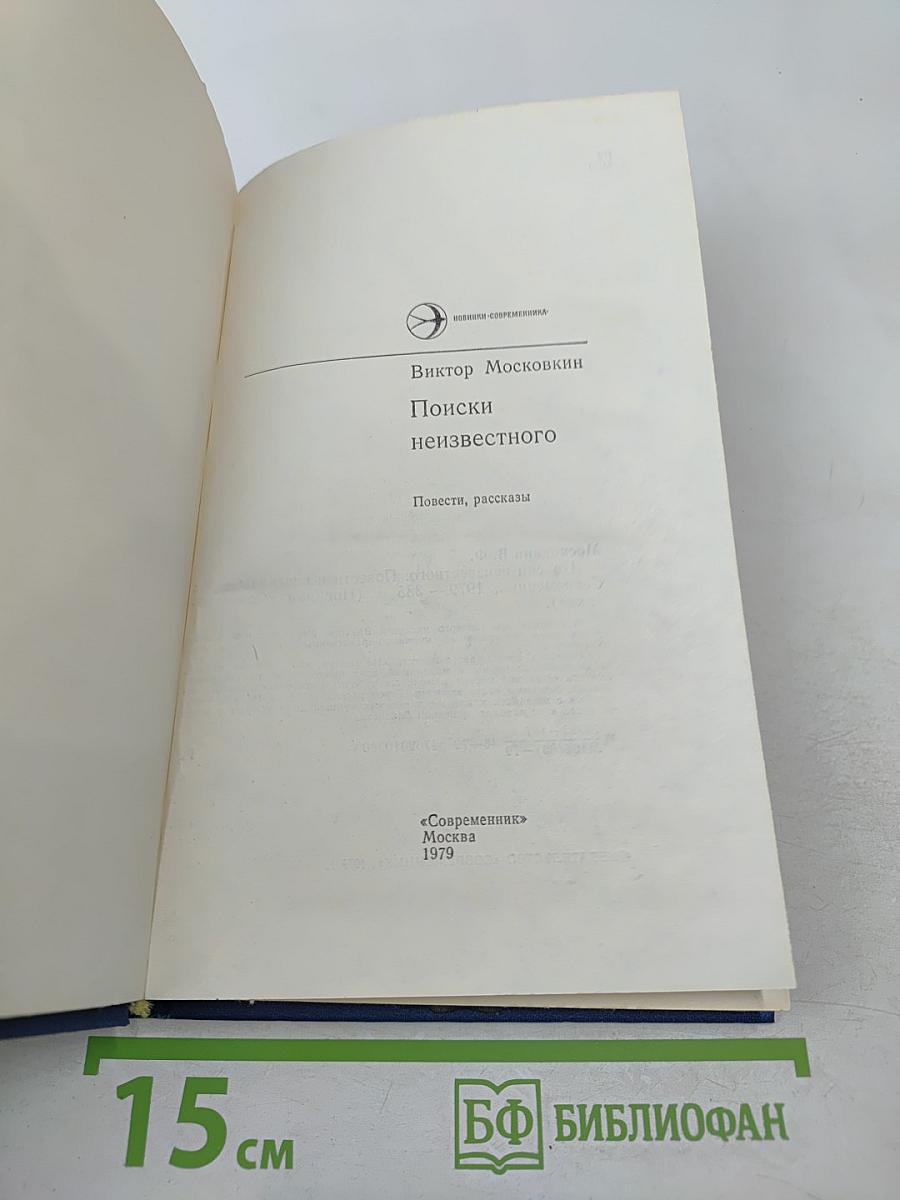 НОВИНКИ «СОВРЕМЕННИКА»
Виктор Московкин
Поиски
неизвестного
Повести, рассказы
«Современник»
Москва
1979
15 см
БФ БИБЛИОФАН